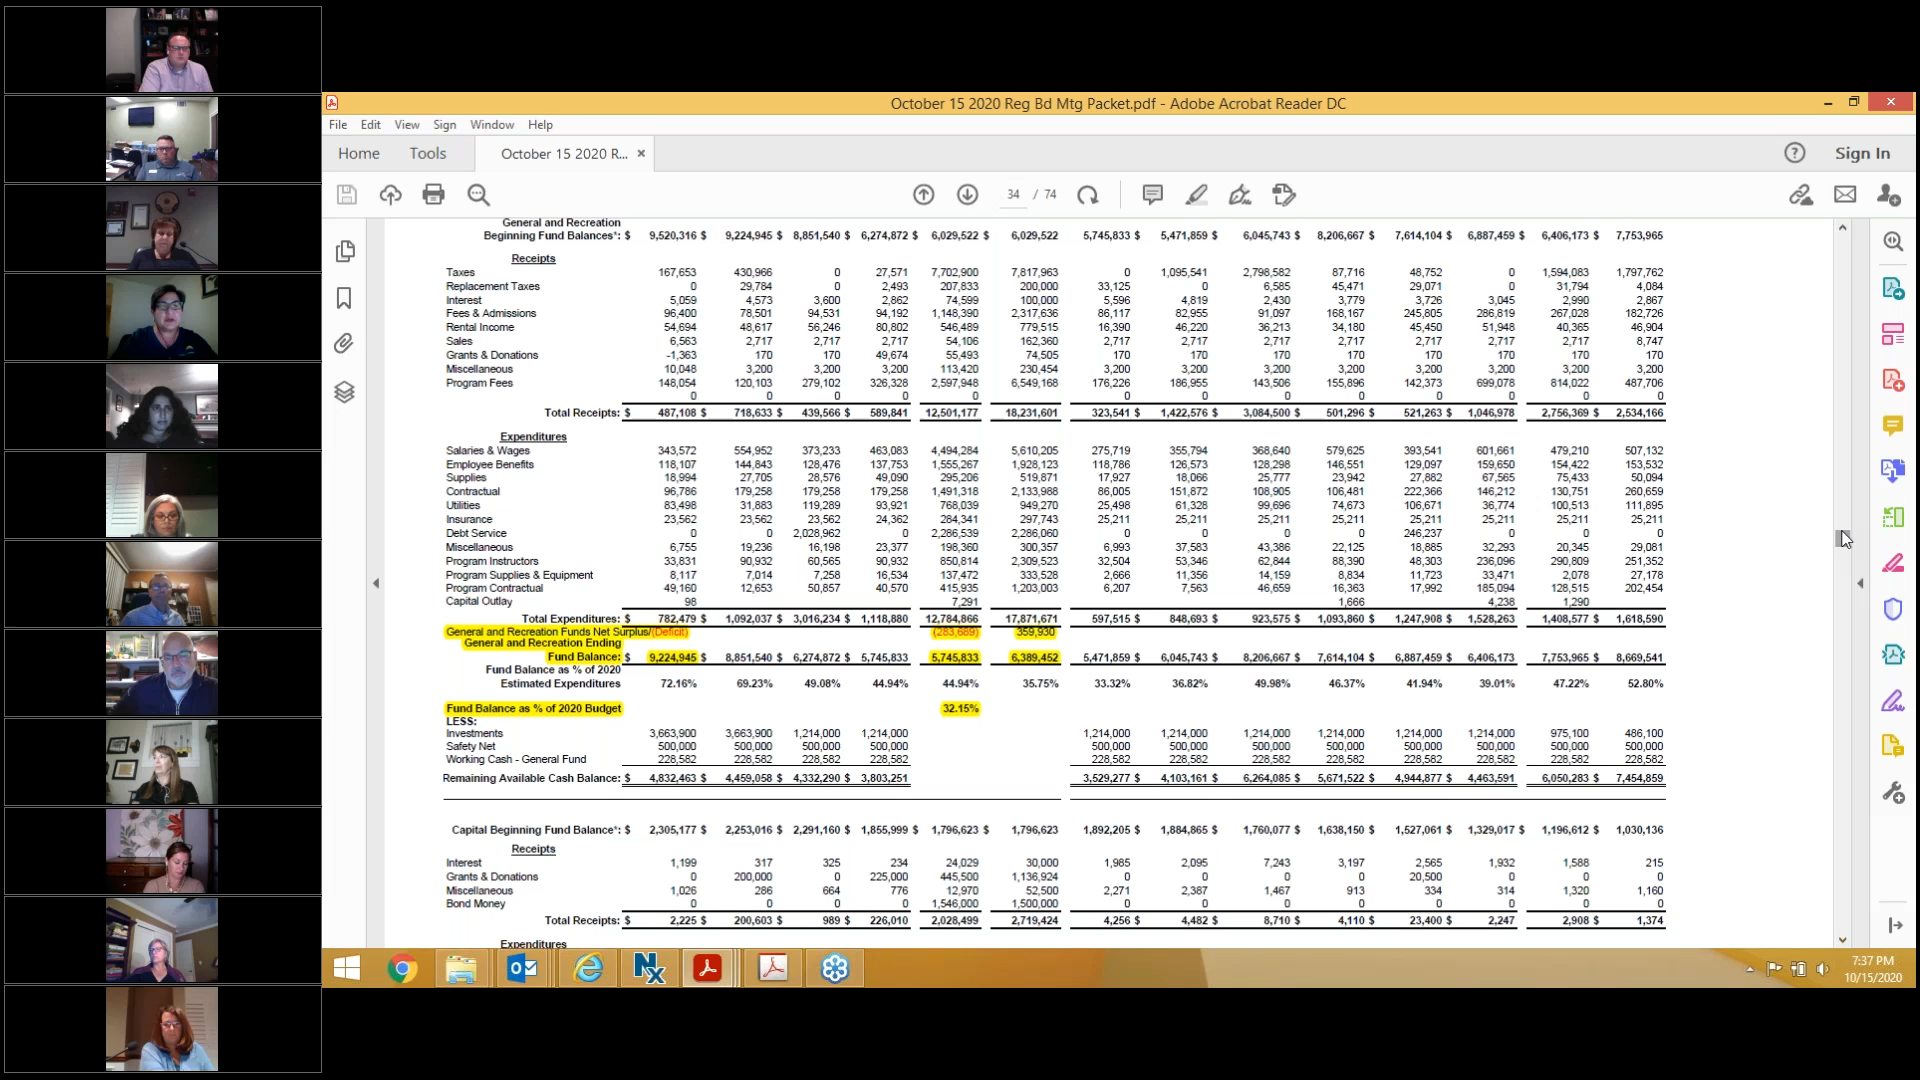 October 15 2020 Reg Bd Mtg Packet.pdf - Adobe Acrobat Reader DC
File Edit View Sign Window Help
Home Tools October 15 2020 R... × Sign In
34 / 74
General and Recreation
Beginning Fund Balances*: $ 9,520,316 $ 9,224,945 $ 8,851,540 $ 6,274,872 $ 6,029,522 $ 6,029,522 5,745,833 $ 5,471,859 $ 6,045,743 $ 8,206,667 $ 7,614,104 $ 6,887,459 $ 6,406,173 $ 7,753,965
Receipts
Taxes 167,653 430,966 0 27,571 7,702,900 7,817,963 0 1,095,541 2,798,582 87,716 48,752 0 1,594,083 1,797,762
Replacement Taxes 0 29,784 0 2,493 207,833 200,000 33,125 0 6,585 45,471 29,071 0 31,794 4,084
Interest 5,059 4,573 3,600 2,862 74,599 100,000 5,596 4,819 2,430 3,779 3,726 3,045 2,990 2,867
Fees & Admissions 96,400 78,501 94,531 94,192 1,148,390 2,317,636 86,117 82,955 91,097 168,167 245,805 286,819 267,028 182,726
Rental Income 54,694 48,617 56,246 80,802 546,489 779,515 16,390 46,220 36,213 34,180 45,450 51,948 40,365 46,904
Sales 6,563 2,717 2,717 2,717 54,106 162,360 2,717 2,717 2,717 2,717 2,717 2,717 2,717 8,747
Grants & Donations -1,363 170 170 49,674 55,493 74,505 170 170 170 170 170 170 170 170
Miscellaneous 10,048 3,200 3,200 3,200 113,420 230,454 3,200 3,200 3,200 3,200 3,200 3,200 3,200 3,200
Program Fees 148,054 120,103 279,102 326,328 2,597,948 6,549,168 176,226 186,955 143,506 155,896 142,373 699,078 814,022 487,706
0 0 0 0 0 0 0 0 0 0 0 0 0 0
Total Receipts: $ 487,108 $ 718,633 $ 439,566 $ 589,841 12,501,177 18,231,601 323,541 $ 1,422,576 $ 3,084,500 $ 501,296 $ 521,263 $ 1,046,978 2,756,369 $ 2,534,166
Expenditures
Salaries & Wages 343,572 554,952 373,233 463,083 4,494,284 5,610,205 275,719 355,794 368,640 579,625 393,541 601,661 479,210 507,132
Employee Benefits 118,107 144,843 128,476 137,753 1,555,267 1,928,123 118,786 126,573 128,298 146,551 129,097 159,650 154,422 153,532
Supplies 18,994 27,705 28,576 49,090 295,206 519,871 17,927 18,066 25,777 23,942 27,882 67,565 75,433 50,094
Contractual 96,786 179,258 179,258 179,258 1,491,318 2,133,988 86,005 151,872 108,905 106,481 222,366 146,212 130,751 260,659
Utilities 83,498 31,883 119,289 93,921 768,039 949,270 25,498 61,328 99,696 74,673 106,671 36,774 100,513 111,895
Insurance 23,562 23,562 23,562 24,362 284,341 297,743 25,211 25,211 25,211 25,211 25,211 25,211 25,211 25,211
Debt Service 0 0 2,028,962 0 2,286,539 2,286,060 0 0 0 0 246,237 0 0 0
Miscellaneous 6,755 19,236 16,198 23,377 198,360 300,357 6,993 37,583 43,386 22,125 18,885 32,293 20,345 29,081
Program Instructors 33,831 90,932 60,565 90,932 850,814 2,309,523 32,504 53,346 62,844 88,390 48,303 236,096 290,809 251,352
Program Supplies & Equipment 8,117 7,014 7,258 16,534 137,472 333,528 2,666 11,356 14,159 8,834 11,723 33,471 2,078 27,178
Program Contractual 49,160 12,653 50,857 40,570 415,935 1,203,003 6,207 7,563 46,659 16,363 17,992 185,094 128,515 202,454
Capital Outlay 98 7,291 1,666 4,238 1,290
Total Expenditures: $ 782,479 $ 1,092,037 $ 3,016,234 $ 1,118,880 12,784,866 17,871,671 597,515 $ 848,693 $ 923,575 $ 1,093,860 $ 1,247,908 $ 1,528,263 1,408,577 $ 1,618,590
General and Recreation Funds Net Surplus/(Deficit) (283,689) 359,930
General and Recreation Ending
Fund Balance: $ 9,224,945 $ 8,851,540 $ 6,274,872 $ 5,745,833 5,745,833 6,389,452 5,471,859 $ 6,045,743 $ 8,206,667 $ 7,614,104 $ 6,887,459 $ 6,406,173 7,753,965 $ 8,669,541
Fund Balance as % of 2020
Estimated Expenditures 72.16% 69.23% 49.08% 44.94% 44.94% 35.75% 33.32% 36.82% 49.98% 46.37% 41.94% 39.01% 47.22% 52.80%
Fund Balance as % of 2020 Budget 32.15%
LESS:
Investments 3,663,900 3,663,900 1,214,000 1,214,000 1,214,000 1,214,000 1,214,000 1,214,000 1,214,000 1,214,000 975,100 486,100
Safety Net 500,000 500,000 500,000 500,000 500,000 500,000 500,000 500,000 500,000 500,000 500,000 500,000
Working Cash - General Fund 228,582 228,582 228,582 228,582 228,582 228,582 228,582 228,582 228,582 228,582 228,582 228,582
Remaining Available Cash Balance: $ 4,832,463 $ 4,459,058 $ 4,332,290 $ 3,803,251 3,529,277 $ 4,103,161 $ 6,264,085 $ 5,671,522 $ 4,944,877 $ 4,463,591 6,050,283 $ 7,454,859
Capital Beginning Fund Balance*: $ 2,305,177 $ 2,253,016 $ 2,291,160 $ 1,855,999 $ 1,796,623 $ 1,796,623 1,892,205 $ 1,884,865 $ 1,760,077 $ 1,638,150 $ 1,527,061 $ 1,329,017 $ 1,196,612 $ 1,030,136
Receipts
Interest 1,199 317 325 234 24,029 30,000 1,985 2,095 7,243 3,197 2,565 1,932 1,588 215
Grants & Donations 0 200,000 0 225,000 445,500 1,136,924 0 0 0 0 20,500 0 0 0
Miscellaneous 1,026 286 664 776 12,970 52,500 2,271 2,387 1,467 913 334 314 1,320 1,160
Bond Money 0 0 0 0 1,546,000 1,500,000 0 0 0 0 0 0 0 0
Total Receipts: $ 2,225 $ 200,603 $ 989 $ 226,010 2,028,499 2,719,424 4,256 $ 4,482 $ 8,710 $ 4,110 $ 23,400 $ 2,247 2,908 $ 1,374
Expenditures
7:37 PM
10/15/2020